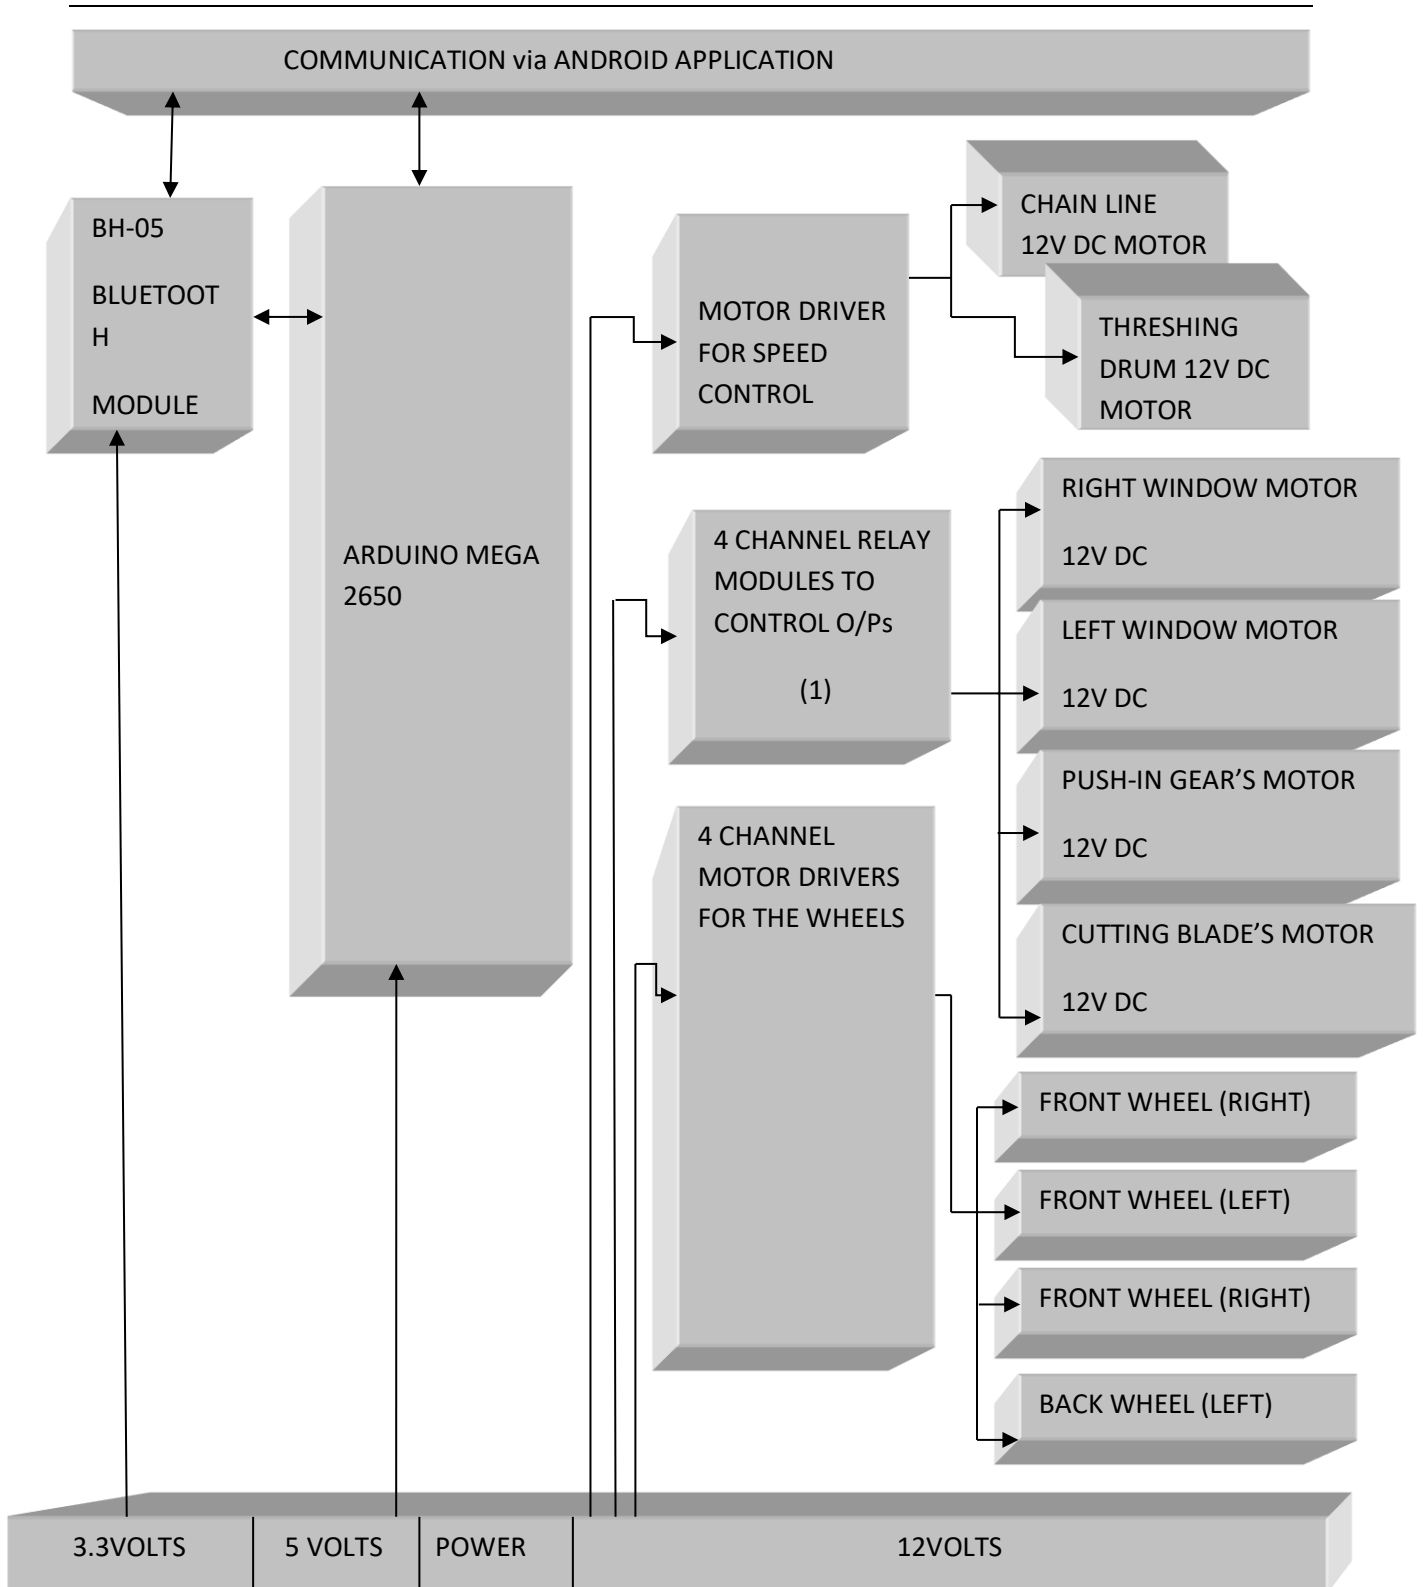 COMMUNICATION via ANDROID APPLICATION
BH-05
BLUETOOT
H
MODULE
ARDUINO MEGA
2650
MOTOR DRIVER
FOR SPEED
CONTROL
CHAIN LINE
12V DC MOTOR
THRESHING
DRUM 12V DC
MOTOR
4 CHANNEL RELAY
MODULES TO
CONTROL O/Ps
(1)
RIGHT WINDOW MOTOR
12V DC
LEFT WINDOW MOTOR
12V DC
PUSH-IN GEAR’S MOTOR
12V DC
CUTTING BLADE’S MOTOR
12V DC
4 CHANNEL
MOTOR DRIVERS
FOR THE WHEELS
FRONT WHEEL (RIGHT)
FRONT WHEEL (LEFT)
FRONT WHEEL (RIGHT)
BACK WHEEL (LEFT)
3.3VOLTS
5 VOLTS
POWER
12VOLTS